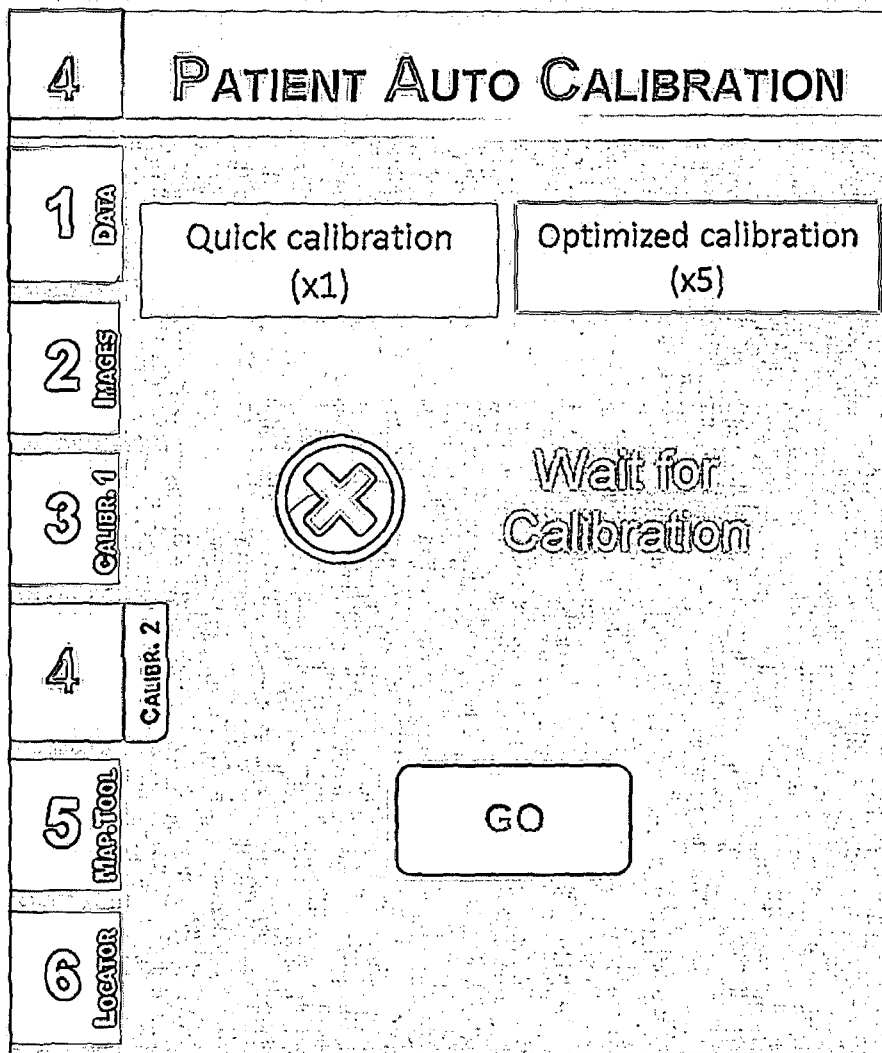 4 PATIENT AUTO CALIBRATION
1 DATA
Quick calibration
(x1)
Optimized calibration
(x5)
2 IMAGES
3 CALIBR. 1
Wait for
Calibration
4 CALIBR. 2
5 MAP.TOOL
GO
6 LOCATOR